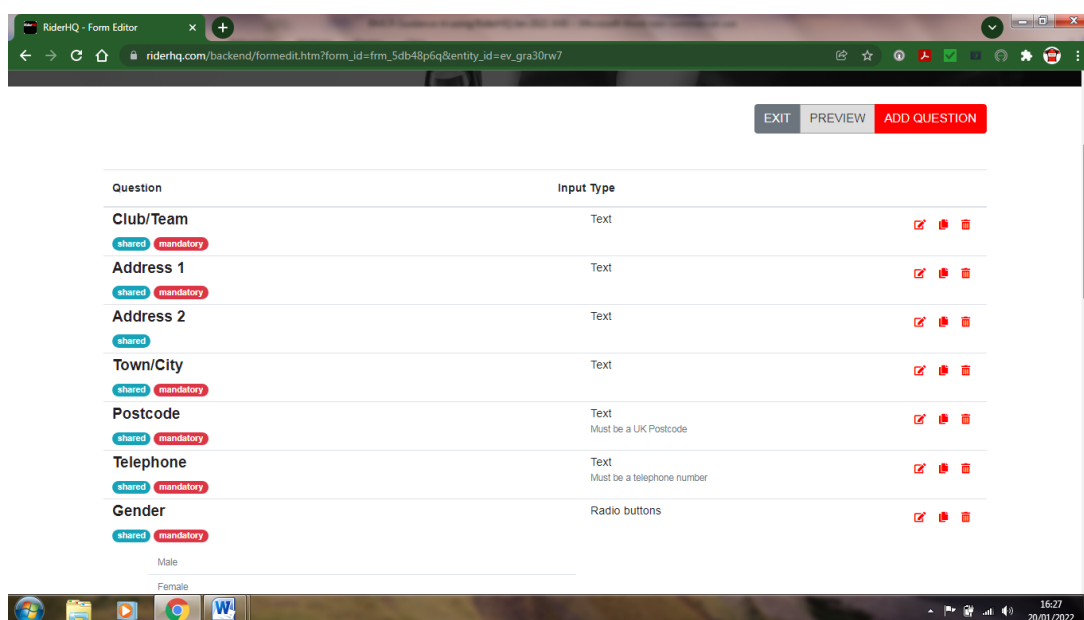 RiderHQ - Form Editor
riderhq.com/backend/formedit.htm?form_id=frm_5db48p6q&entity_id=ev_gra30rw7
EXIT PREVIEW ADD QUESTION
Question Input Type
Club/Team Text
shared mandatory
Address 1 Text
shared mandatory
Address 2 Text
shared
Town/City Text
shared mandatory
Postcode Text
Must be a UK Postcode
shared mandatory
Telephone Text
Must be a telephone number
shared mandatory
Gender Radio buttons
shared mandatory
Male
Female
16:27
20/01/2022